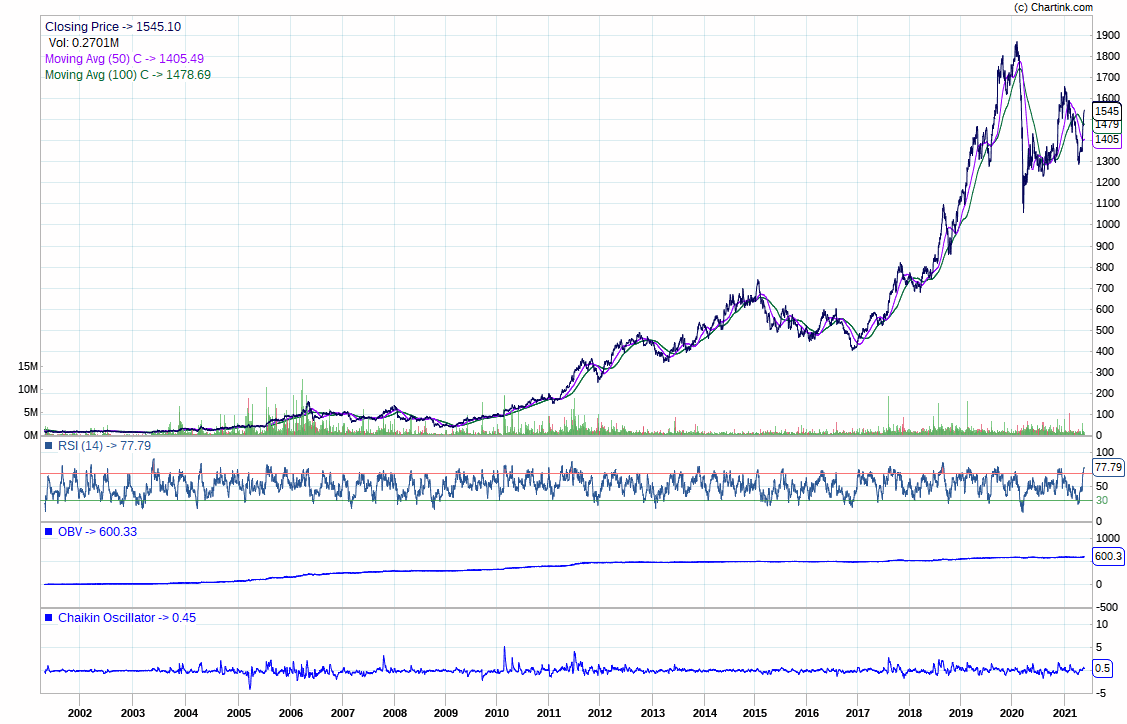 (c) Chartink.com
Closing Price -> 1545.10
Vol: 0.2701M
Moving Avg (50) C -> 1405.49
Moving Avg (100) C -> 1478.69
1900
1800
1700
1600
1545
1479
1405
1300
1200
1100
1000
900
800
700
600
500
400
300
200
100
0
15M
10M
5M
0M
RSI (14) -> 77.79
100
77.79
50
30
0
OBV -> 600.33
1000
600.3
0
-500
Chaikin Oscillator -> 0.45
10
5
0.5
-5
2002 2003 2004 2005 2006 2007 2008 2009 2010 2011 2012 2013 2014 2015 2016 2017 2018 2019 2020 2021